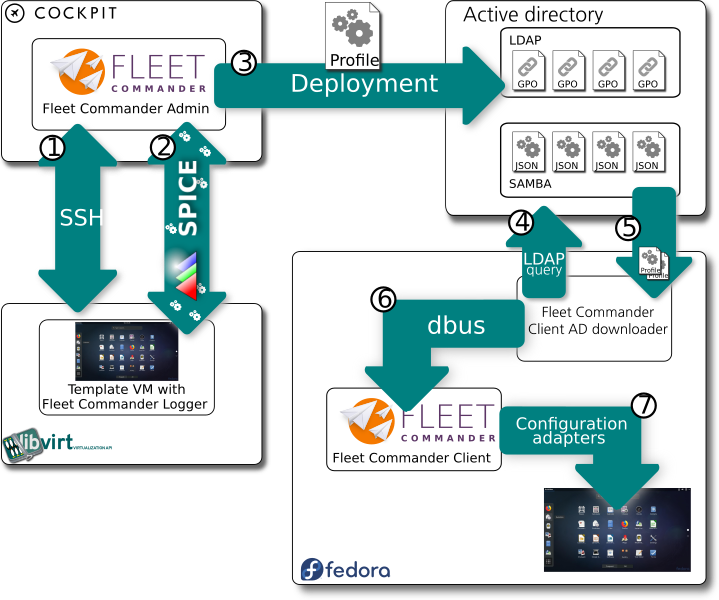 COCKPIT
FLEET
COMMANDER
Fleet Commander Admin
3
Profile
Deployment
Active directory
LDAP
GPO
GPO
GPO
GPO
JSON
JSON
JSON
JSON
SAMBA
1
SSH
2
SPICE
4
LDAP
query
5
Profile
Profile
Template VM with
Fleet Commander Logger
libvirt VIRTUALIZATION API
Fleet Commander
Client AD downloader
6
dbus
FLEET
COMMANDER
Fleet Commander Client
7
Configuration
adapters
fedora